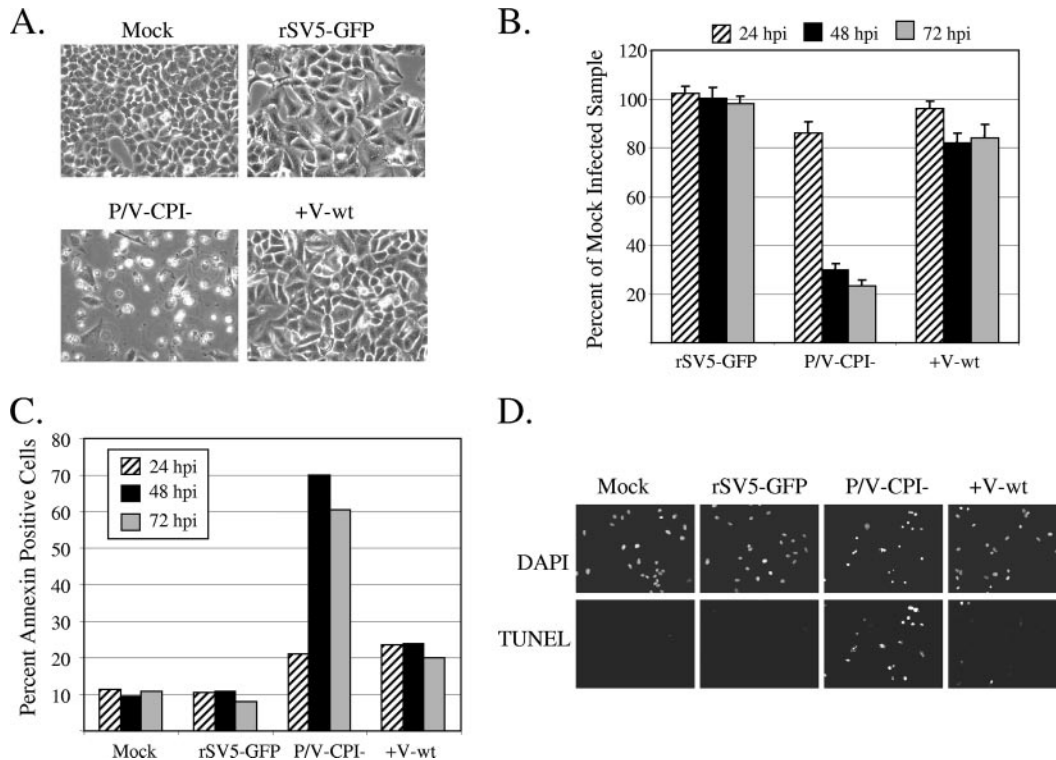 A.
Mock
rSV5-GFP
P/V-CPI-
+V-wt
B.
24 hpi
48 hpi
72 hpi
Percent of Mock Infected Sample
120
100
80
60
40
20
rSV5-GFP
P/V-CPI-
+V-wt
C.
Percent Annexin Positive Cells
80
70
60
50
40
30
20
10
24 hpi
48 hpi
72 hpi
Mock
rSV5-GFP
P/V-CPI-
+V-wt
D.
Mock
rSV5-GFP
P/V-CPI-
+V-wt
DAPI
TUNEL